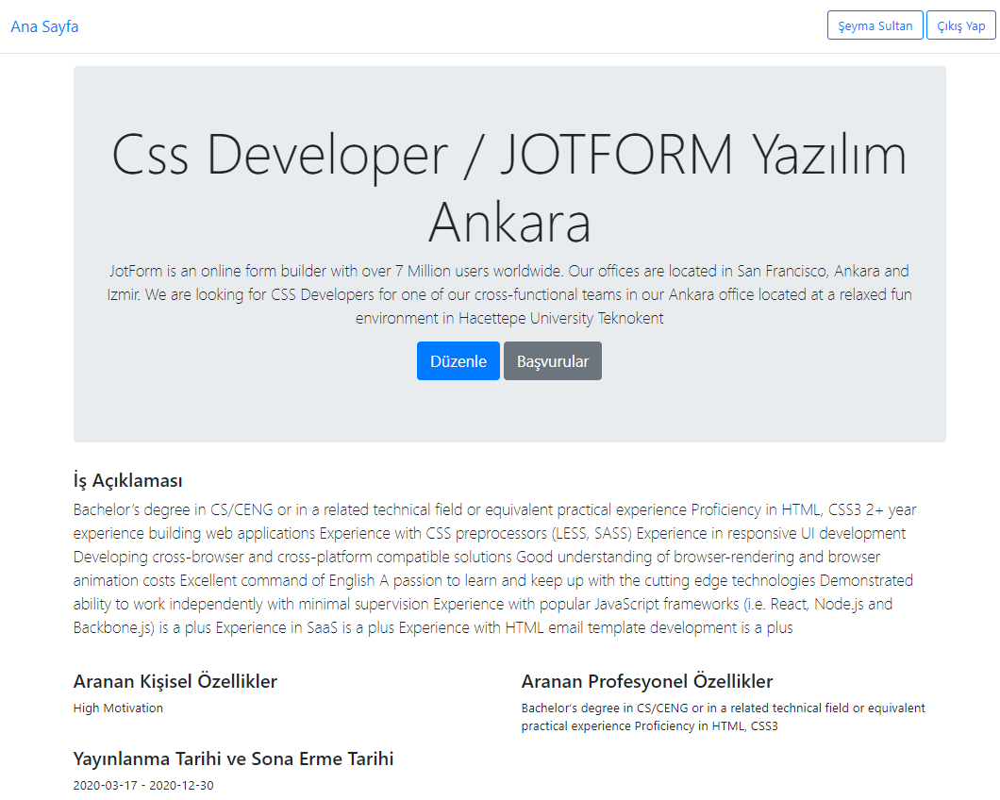 Ana Sayfa
Şeyma Sultan
Çıkış Yap
Css Developer / JOTFORM Yazılım
Ankara
JotForm is an online form builder with over 7 Million users worldwide. Our offices are located in San Francisco, Ankara and
Izmir. We are looking for CSS Developers for one of our cross-functional teams in our Ankara office located at a relaxed fun
environment in Hacettepe University Teknokent
Düzenle
Başvurular
İş Açıklaması
Bachelor’s degree in CS/CENG or in a related technical field or equivalent practical experience Proficiency in HTML, CSS3 2+ year
experience building web applications Experience with CSS preprocessors (LESS, SASS) Experience in responsive UI development
Developing cross-browser and cross-platform compatible solutions Good understanding of browser-rendering and browser
animation costs Excellent command of English A passion to learn and keep up with the cutting edge technologies Demonstrated
ability to work independently with minimal supervision Experience with popular JavaScript frameworks (i.e. React, Node.js and
Backbone.js) is a plus Experience in SaaS is a plus Experience with HTML email template development is a plus
Aranan Kişisel Özellikler
High Motivation
Aranan Profesyonel Özellikler
Bachelor’s degree in CS/CENG or in a related technical field or equivalent
practical experience Proficiency in HTML, CSS3
Yayınlanma Tarihi ve Sona Erme Tarihi
2020-03-17 - 2020-12-30